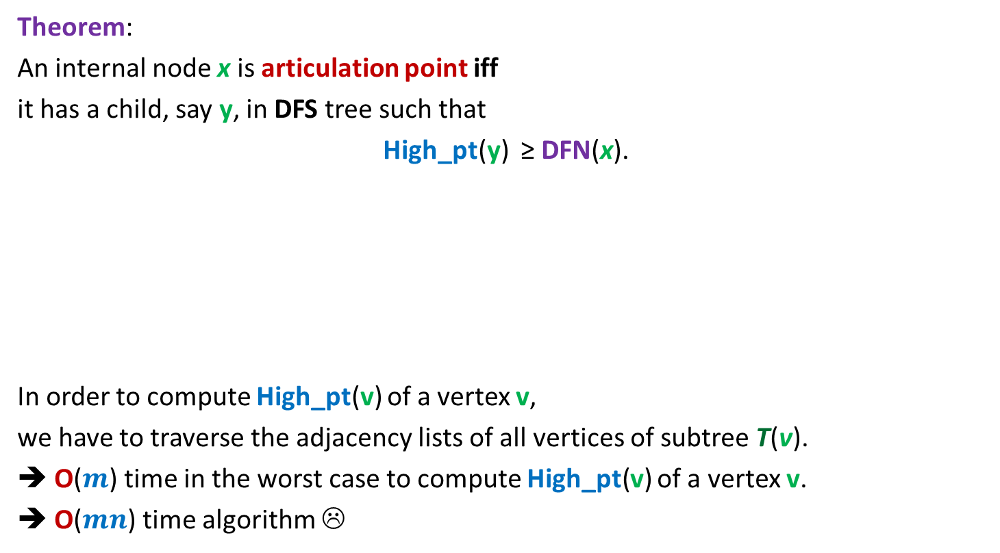 Theorem:
An internal node x is articulation point iff
it has a child, say y, in DFS tree such that
High_pt(y) ≥ DFN(x).
In order to compute High_pt(v) of a vertex v,
we have to traverse the adjacency lists of all vertices of subtree T(v).
➔ O(m) time in the worst case to compute High_pt(v) of a vertex v.
➔ O(mn) time algorithm ☹